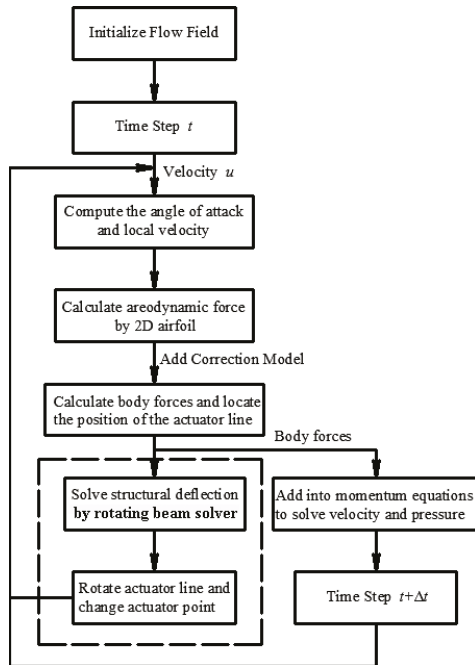 Initialize Flow Field
Time Step t
Velocity u
Compute the angle of attack
and local velocity
Calculate areodynamic force
by 2D airfoil
Add Correction Model
Calculate body forces and locate
the position of the actuator line
Body forces
Solve structural deflection
by rotating beam solver
Add into momentum equations
to solve velocity and pressure
Rotate actuator line and
change actuator point
Time Step t+Δt